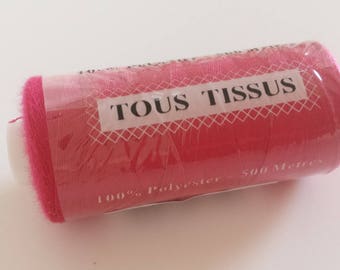 TOUS TISSUS
100% Polyester 500 Metres